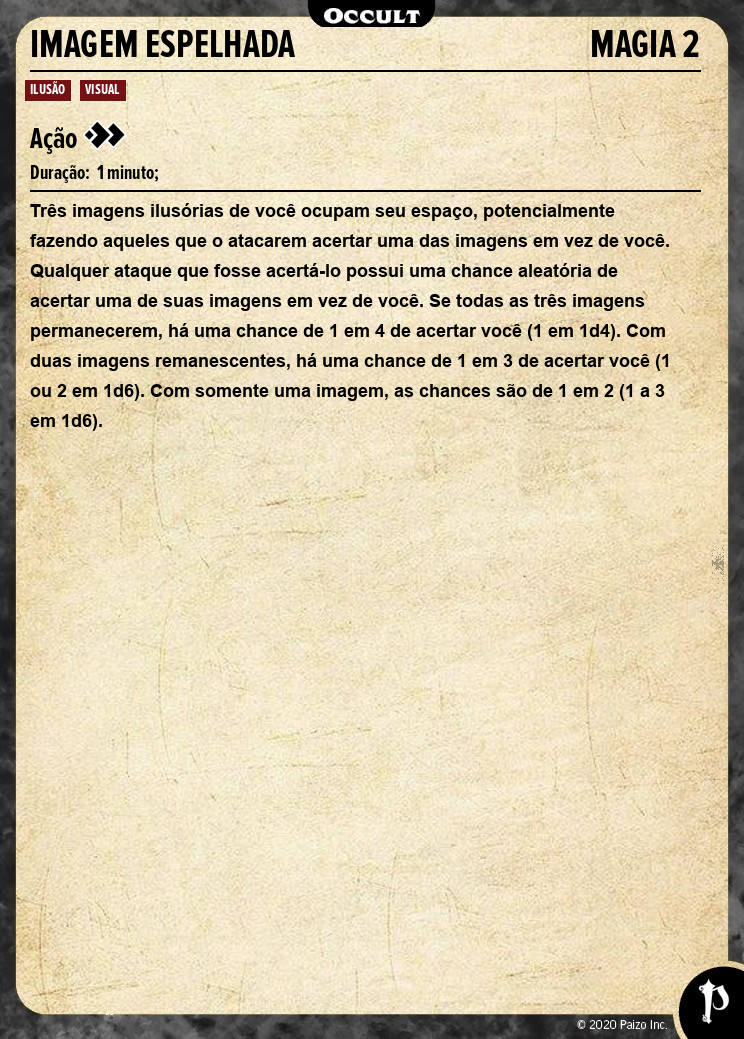 OCCULT
IMAGEM ESPELHADA MAGIA 2
ILUSÃO VISUAL
Ação
Duração: 1 minuto;
Três imagens ilusórias de você ocupam seu espaço, potencialmente
fazendo aqueles que o atacarem acertar uma das imagens em vez de você.
Qualquer ataque que fosse acertá-lo possui uma chance aleatória de
acertar uma de suas imagens em vez de você. Se todas as três imagens
permanecerem, há uma chance de 1 em 4 de acertar você (1 em 1d4). Com
duas imagens remanescentes, há uma chance de 1 em 3 de acertar você (1
ou 2 em 1d6). Com somente uma imagem, as chances são de 1 em 2 (1 a 3
em 1d6).
© 2020 Paizo Inc.
P